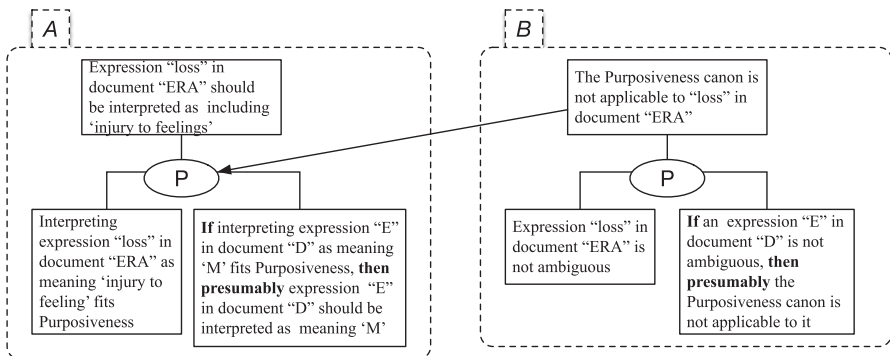 A
Expression “loss” in
document “ERA” should
be interpreted as including
‘injury to feelings’
P
Interpreting
expression “loss” in
document “ERA” as
meaning ‘injury to
feeling’ fits
Purposiveness
If interpreting expression “E”
in document “D” as meaning
‘M’ fits Purposiveness, then
presumably expression “E”
in document “D” should be
interpreted as meaning ‘M’
B
The Purposiveness canon is
not applicable to “loss” in
document “ERA”
P
Expression “loss” in
document “ERA” is
not ambiguous
If an expression “E” in
document “D” is not
ambiguous, then
presumably the
Purposiveness canon is
not applicable to it